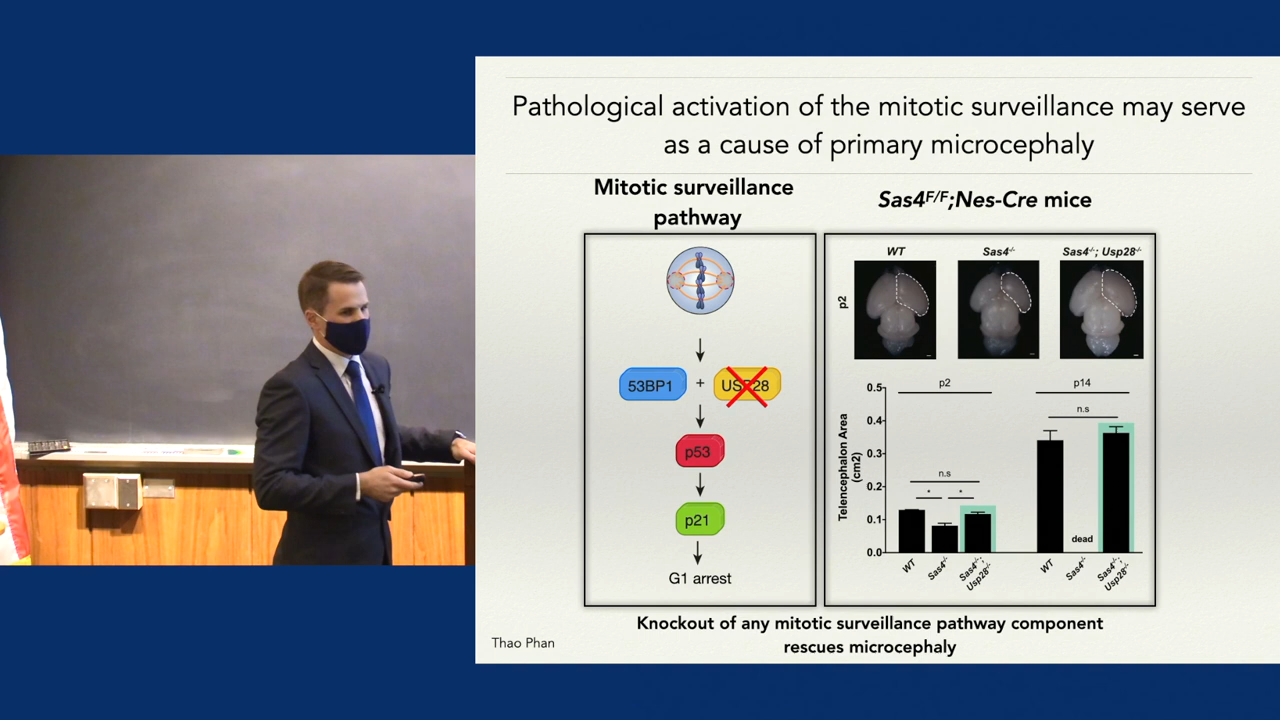 Pathological activation of the mitotic surveillance may serve
as a cause of primary microcephaly
Mitotic surveillance
pathway
53BP1 + USP28
p53
p21
G1 arrest
Sas4F/F;Nes-Cre mice
WT Sas4-/- Sas4-/-; Usp28-/-
p2
0.5
0.4
0.3
0.2
0.1
0.0
Telencephalon Area
(cm2)
p2 p14
n.s
n.s
* *
dead
WT Sas4-/- Sas4-/-;
Usp28-/-
WT Sas4-/- Sas4-/-;
Usp28-/-
Knockout of any mitotic surveillance pathway component
rescues microcephaly
Thao Phan